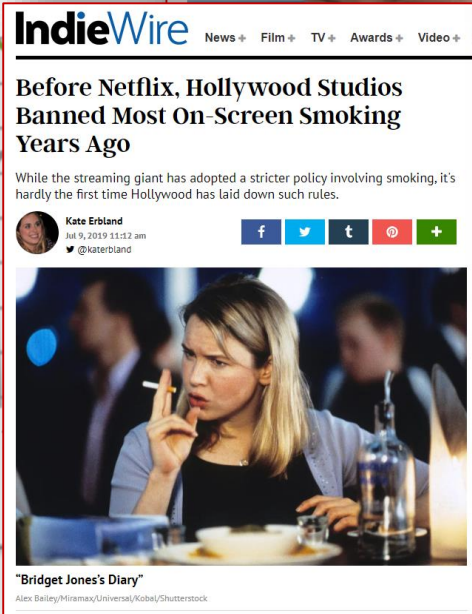 IndieWire
News + Film + TV + Awards + Video +
Before Netflix, Hollywood Studios
Banned Most On-Screen Smoking
Years Ago
While the streaming giant has adopted a stricter policy involving smoking, it's
hardly the first time Hollywood has laid down such rules.
Kate Erbland
Jul 9, 2019 11:12 am
@katerbland
"Bridget Jones's Diary"
Alex Bailey/Miramax/Universal/Kobal/Shutterstock